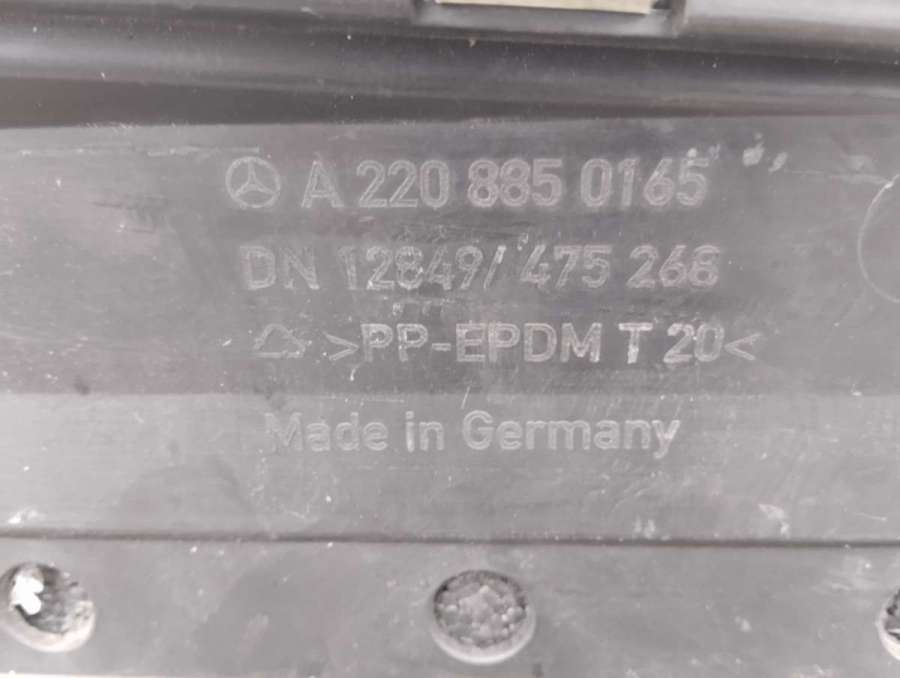 A 220 885 0165
DN 12849/ 475 268
>PP-EPDM T 20<
Made in Germany